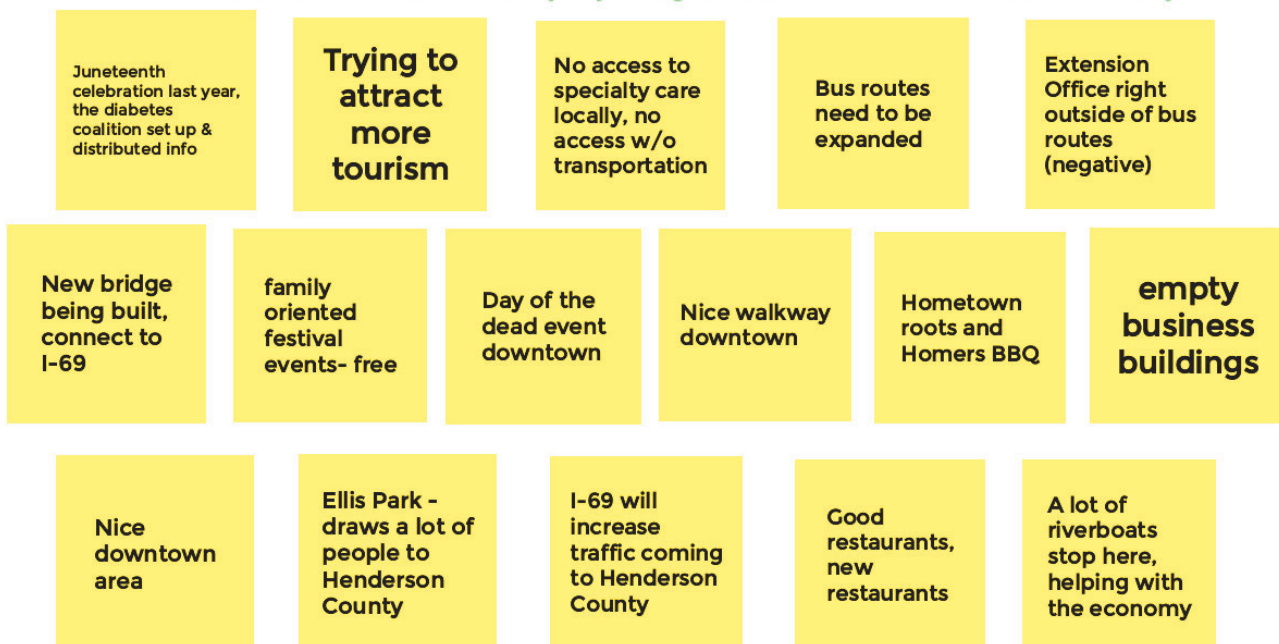 Juneteenth
celebration last year,
the diabetes
coalition set up &
distributed info
Trying to
attract
more
tourism
No access to
specialty care
locally, no
access w/o
transportation
Bus routes
need to be
expanded
Extension
Office right
outside of bus
routes
(negative)
New bridge
being built,
connect to
I-69
family
oriented
festival
events- free
Day of the
dead event
downtown
Nice walkway
downtown
Hometown
roots and
Homers BBQ
empty
business
buildings
Nice
downtown
area
Ellis Park -
draws a lot of
people to
Henderson
County
I-69 will
increase
traffic coming
to Henderson
County
Good
restaurants,
new
restaurants
A lot of
riverboats
stop here,
helping with
the economy